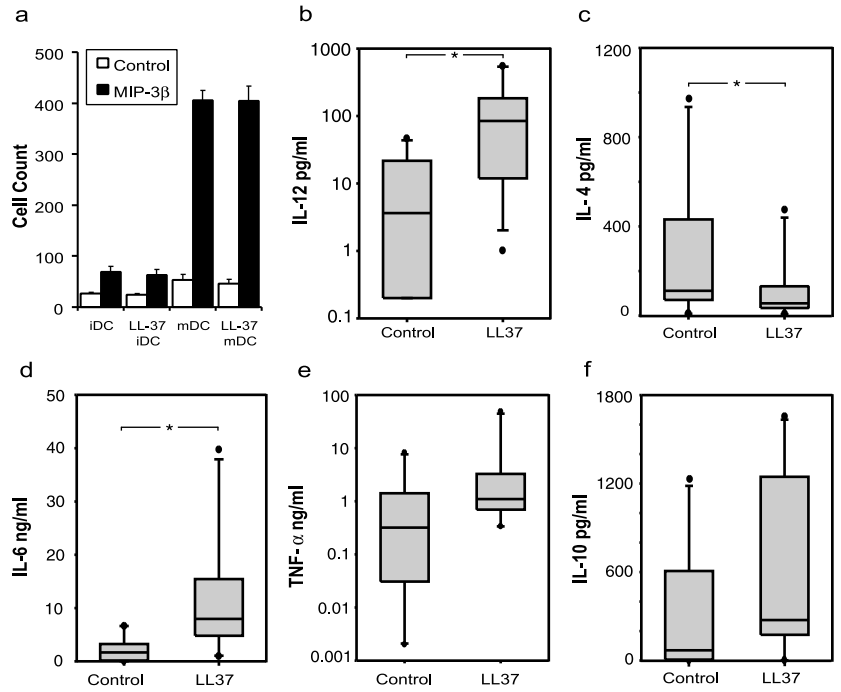 a
500
400
300
200
100
0
Cell Count
Control
MIP-3β
iDC
LL-37
iDC
mDC
LL-37
mDC
b
1000
100
10
1
0.1
IL-12 pg/ml
*
Control
LL37
c
1200
800
400
0
IL- 4 pg/ml
*
Control
LL37
d
50
40
30
20
10
0
IL-6 ng/ml
*
Control
LL37
e
100
10
1
0.1
0.01
0.001
TNF- α ng/ml
Control
LL37
f
1800
1200
600
0
IL-10 pg/ml
Control
LL37